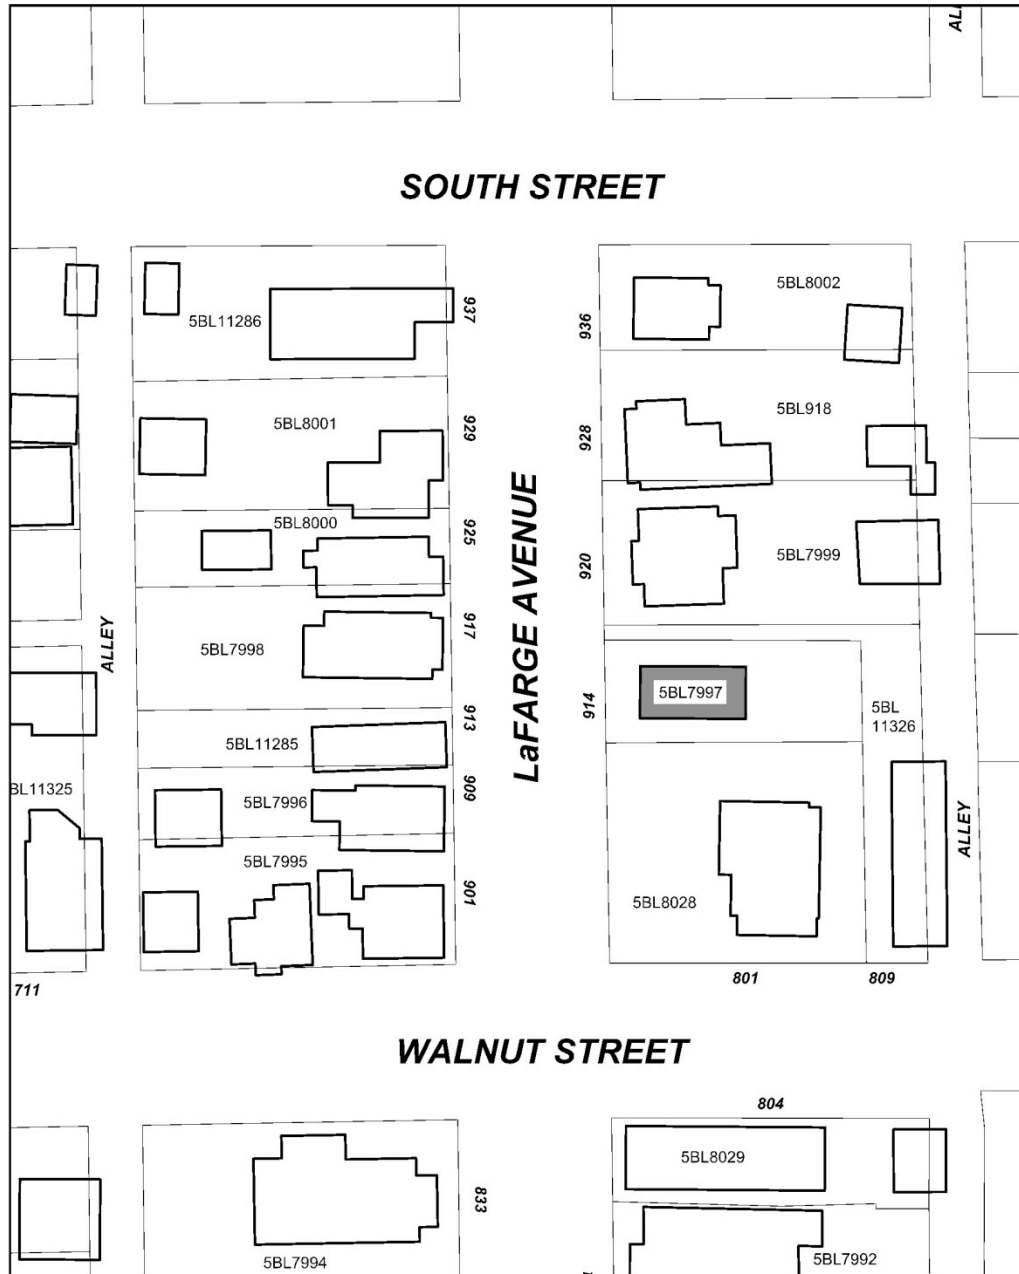 ALL
SOUTH STREET
5BL8002
5BL11286
937
936
5BL918
5BL8001
929
928
5BL8000
925
920
5BL7999
LaFARGE AVENUE
ALLEY
917
5BL7998
5BL7997
914
913
5BL
11326
5BL11285
BL11325
909
5BL7996
ALLEY
5BL7995
901
5BL8028
711
801
809
WALNUT STREET
804
5BL8029
833
5BL7994
5BL7992